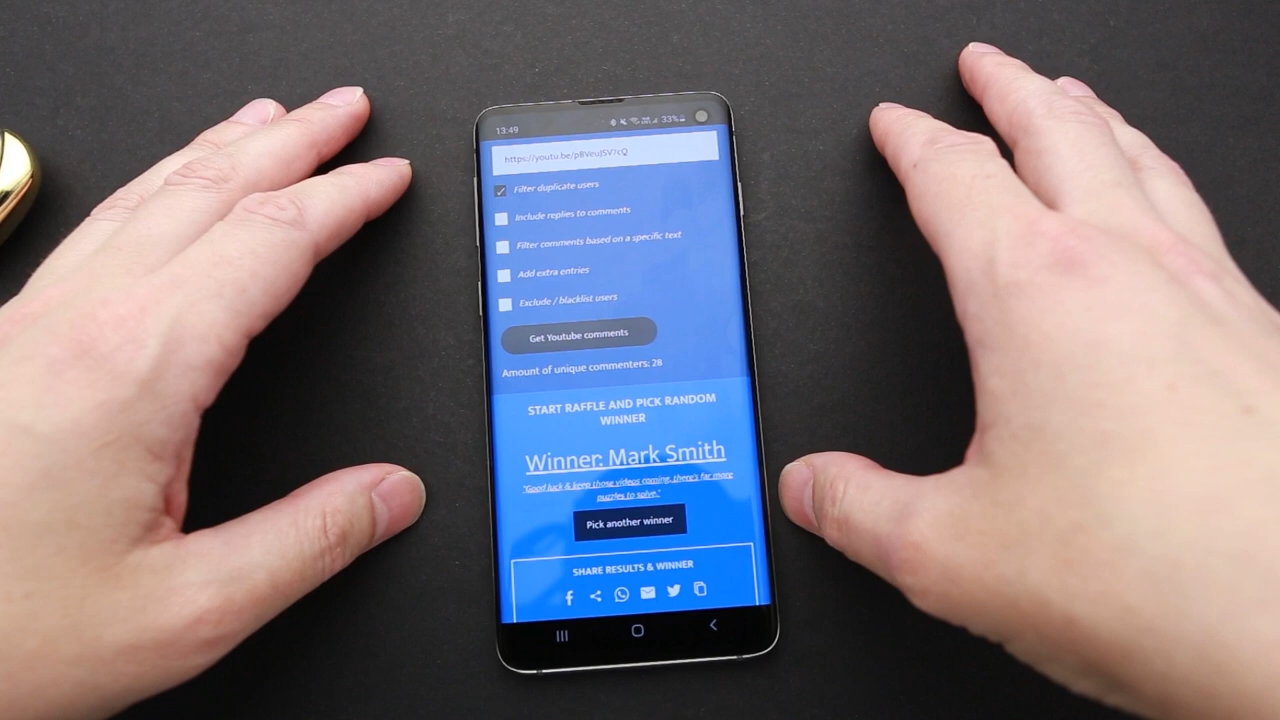 13:49
33%
https://youtu.be/pBVeuJSV7cQ
Filter duplicate users
Include replies to comments
Filter comments based on a specific text
Add extra entries
Exclude / blacklist users
Get Youtube comments
Amount of unique commenters: 28
START RAFFLE AND PICK RANDOM
WINNER
Winner: Mark Smith
"Good luck & keep those videos coming, there's far more
puzzles to solve."
Pick another winner
SHARE RESULTS & WINNER